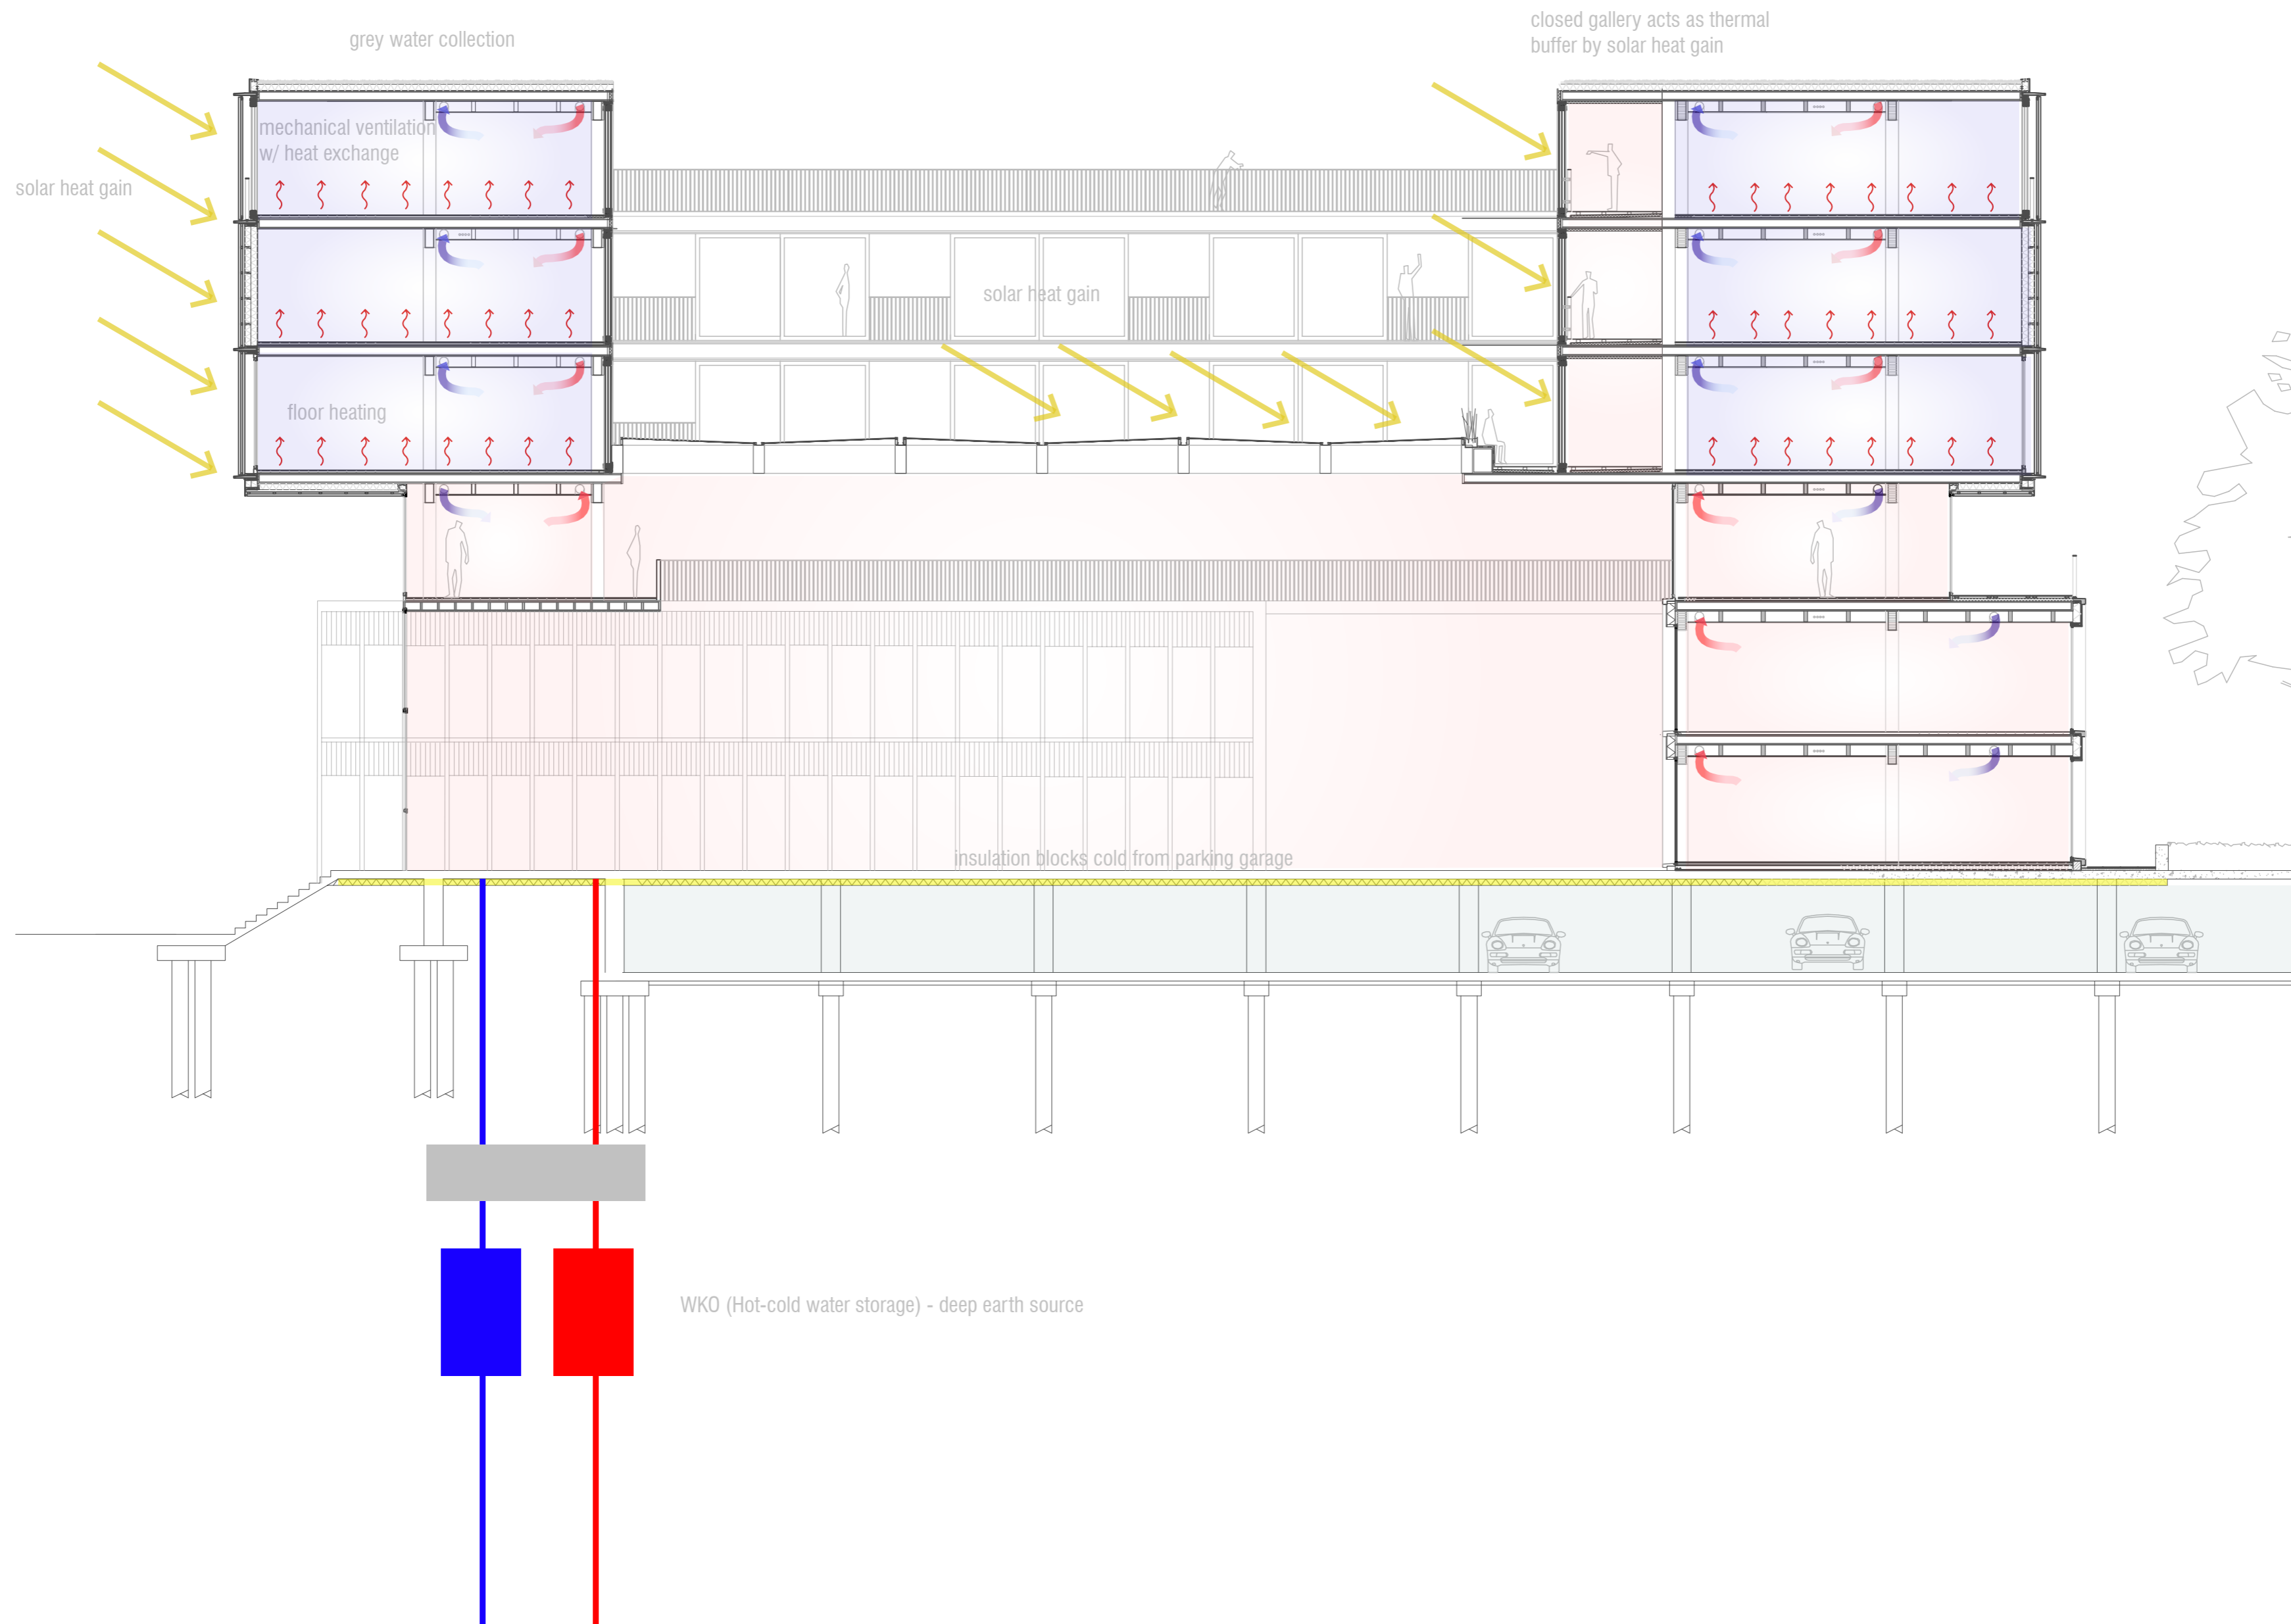 closed gallery acts as thermal
buffer by solar heat gain
grey water collection
mechanical ventilation
w/ heat exchange
solar heat gain
solar heat gain
floor heating
insulation blocks cold from parking garage
WKO (Hot-cold water storage) - deep earth source